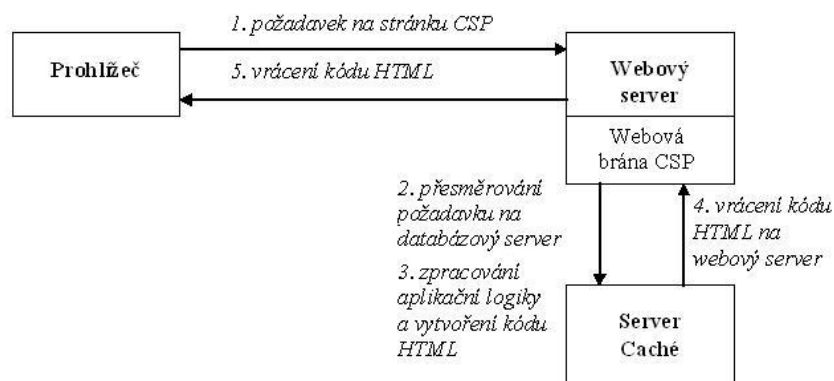 1. požadavek na stránku CSP
Prohlížeč
5. vrácení kódu HTML
Webový
server
Webová
brána CSP
2. přesměrování
požadavku na
databázový server
3. zpracování
aplikační logiky
a vytvoření kódu
HTML
4. vrácení kódu
HTML na
webový server
Server
Caché